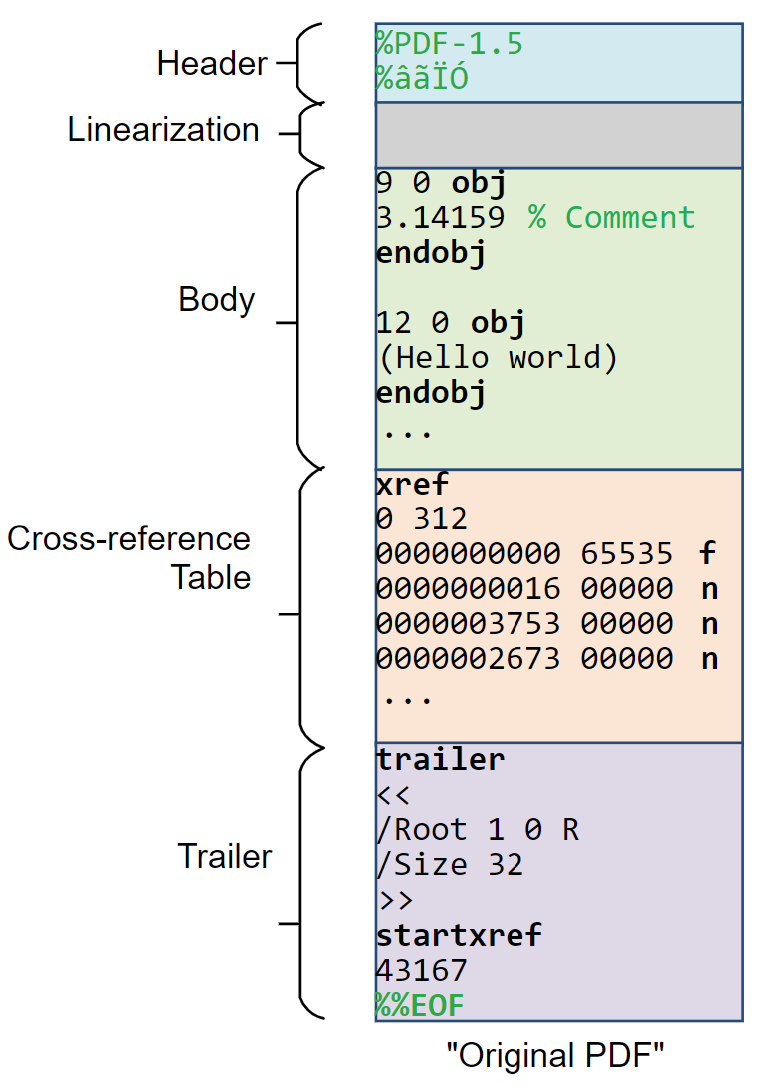 Header
%PDF-1.5
%âãÏÓ
Linearization
Body
9 0 obj
3.14159 % Comment
endobj
12 0 obj
(Hello world)
endobj
...
Cross-reference
Table
xref
0 312
0000000000 65535 f
0000000016 00000 n
0000003753 00000 n
0000002673 00000 n
...
Trailer
trailer
<<
/Root 1 0 R
/Size 32
>>
startxref
43167
%%EOF
"Original PDF"